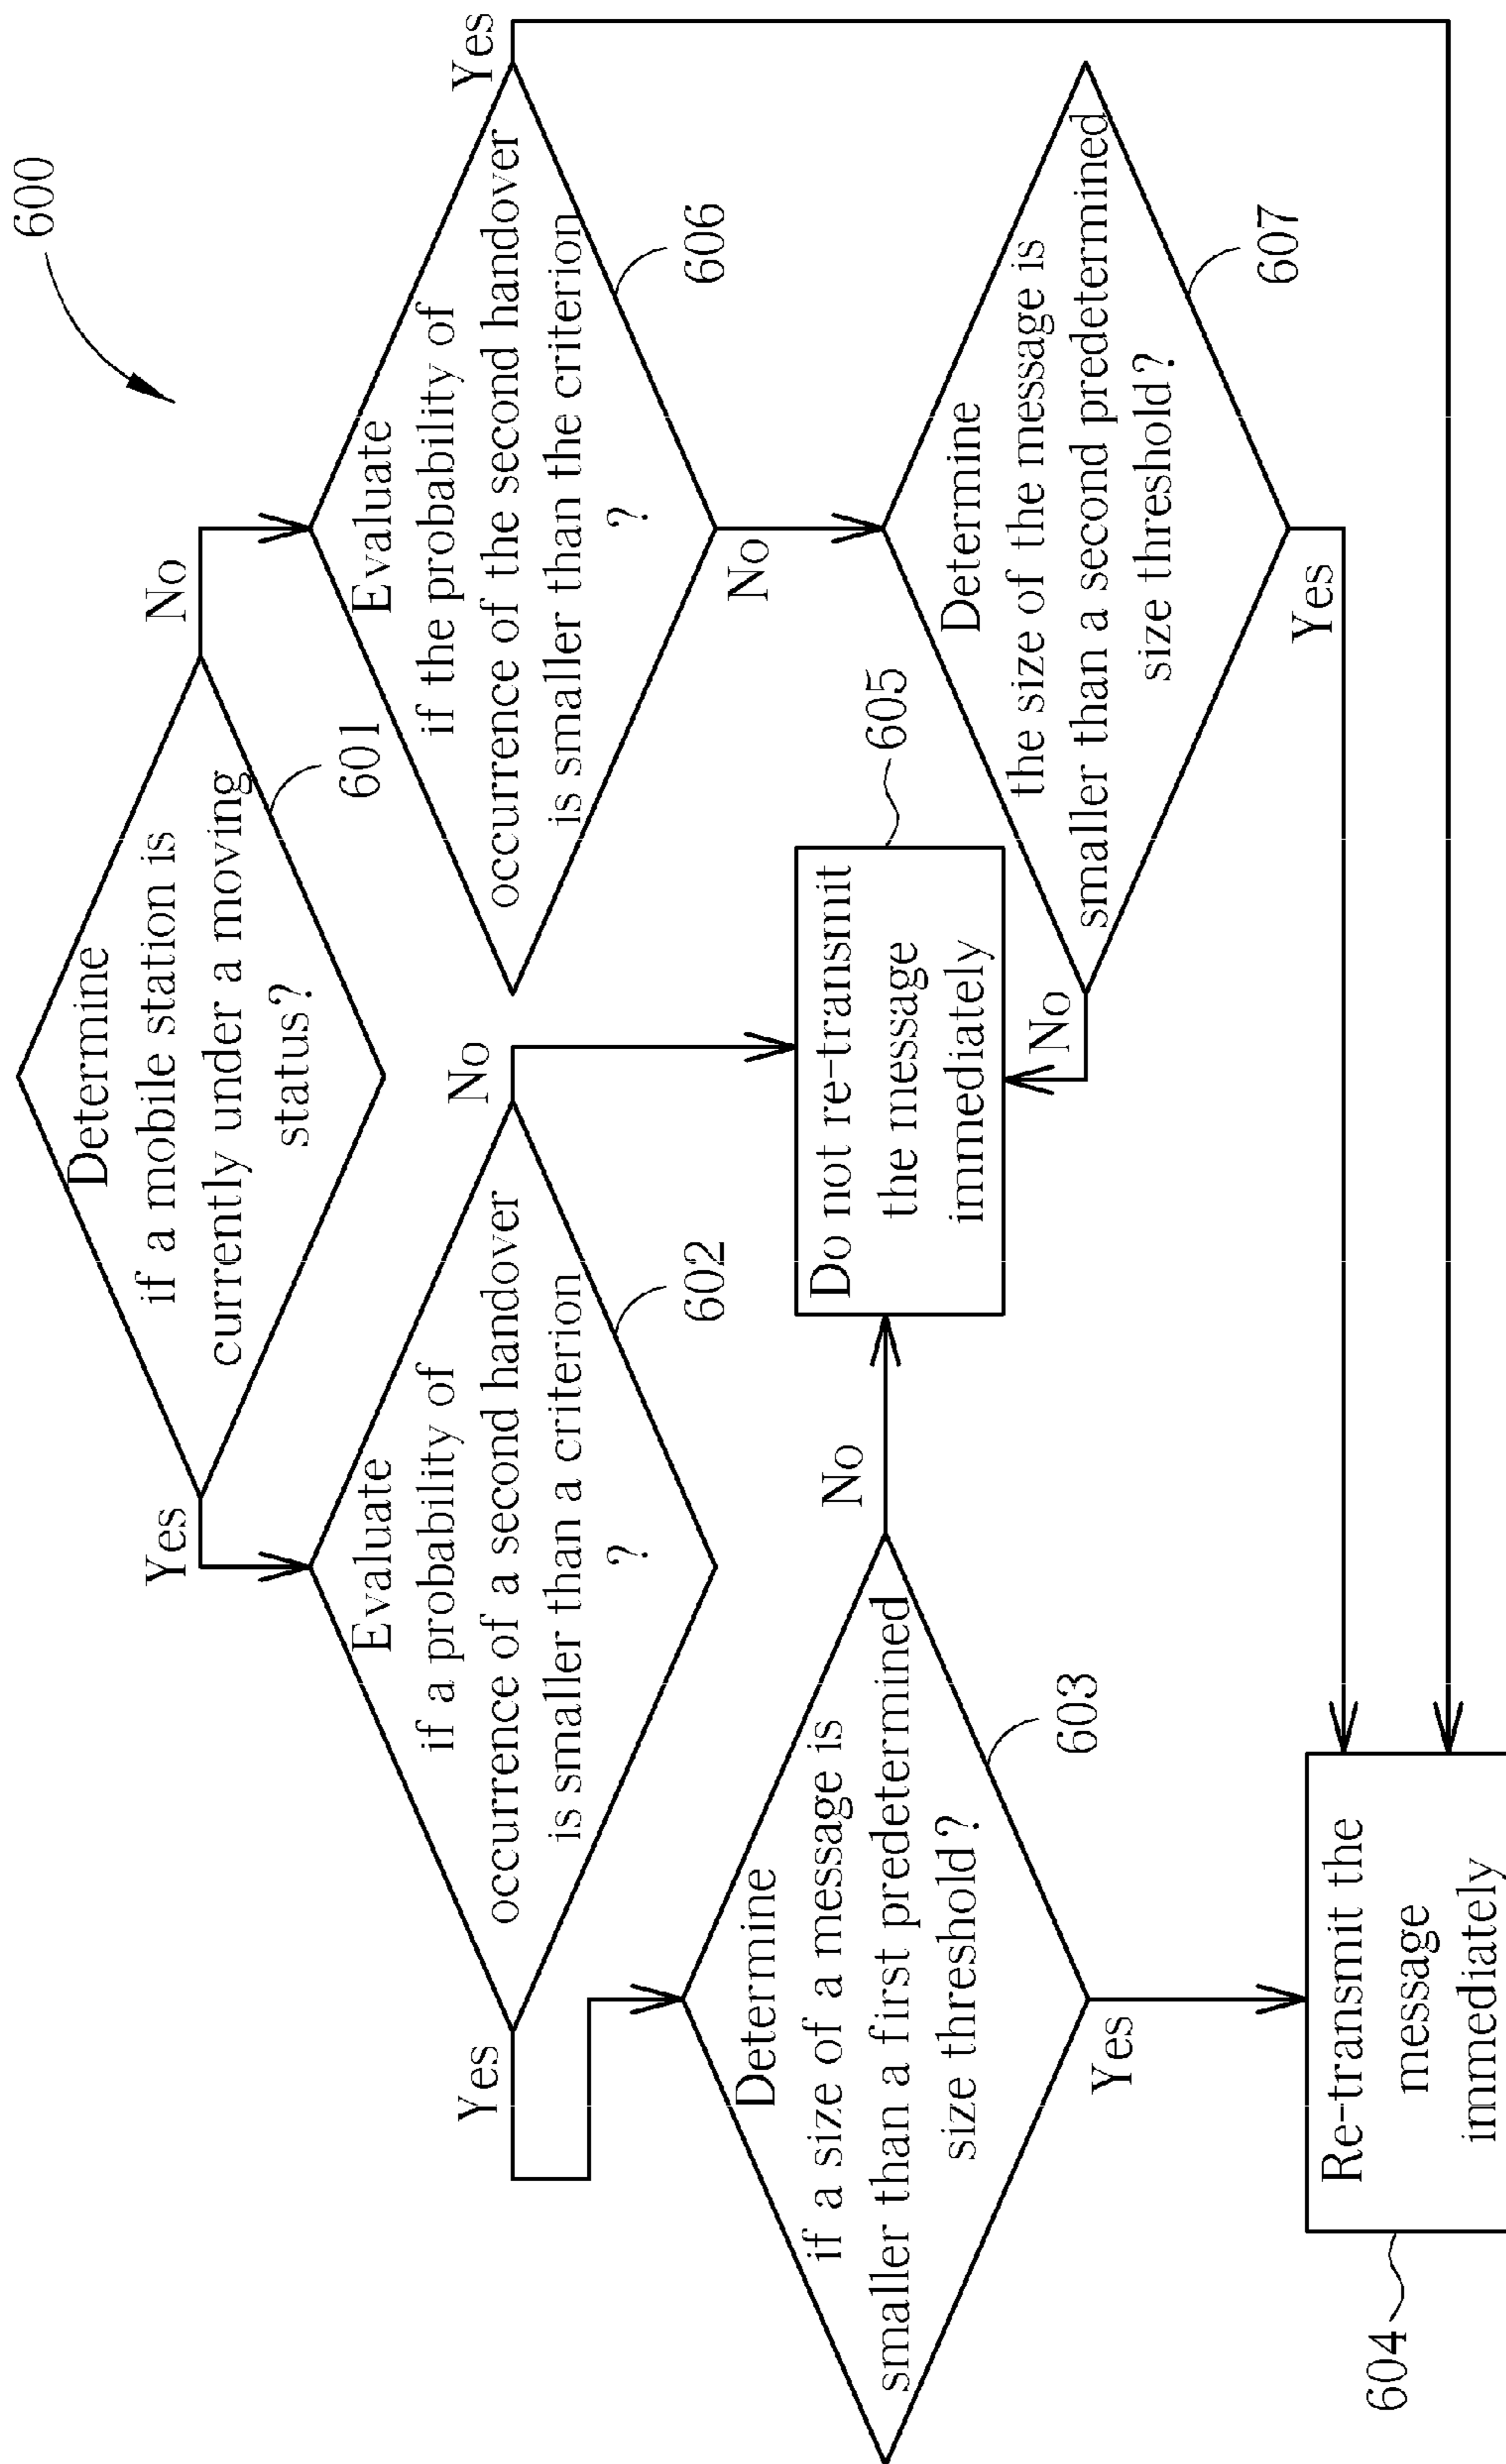 600
Determine
if a mobile station is
currently under a moving
status?
601
Yes
No
Evaluate
if a probability of
occurrence of a second handover
is smaller than a criterion
?
602
Yes
No
Evaluate
if the probability of
occurrence of the second handover
is smaller than the criterion
?
606
Yes
No
Determine
if a size of a message is
smaller than a first predetermined
size threshold?
603
No
Yes
Do not re-transmit
the message
immediately
605
Determine
the size of the message is
smaller than a second predetermined
size threshold?
607
No
Yes
Re-transmit the
message
immediately
604